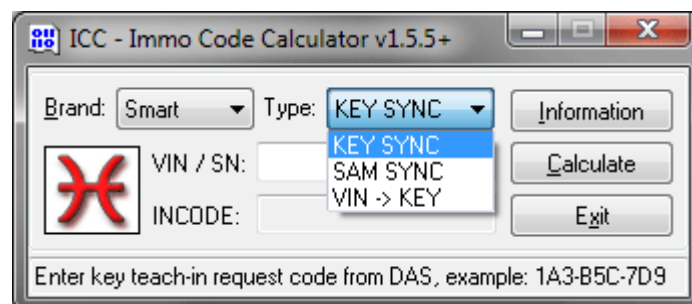 ICC - Immo Code Calculator v1.5.5+
Brand: Smart Type: KEY SYNC Information
KEY SYNC
VIN / SN: SAM SYNC Calculate
VIN -> KEY
INCODE: Exit
Enter key teach-in request code from DAS, example: 1A3-B5C-7D9